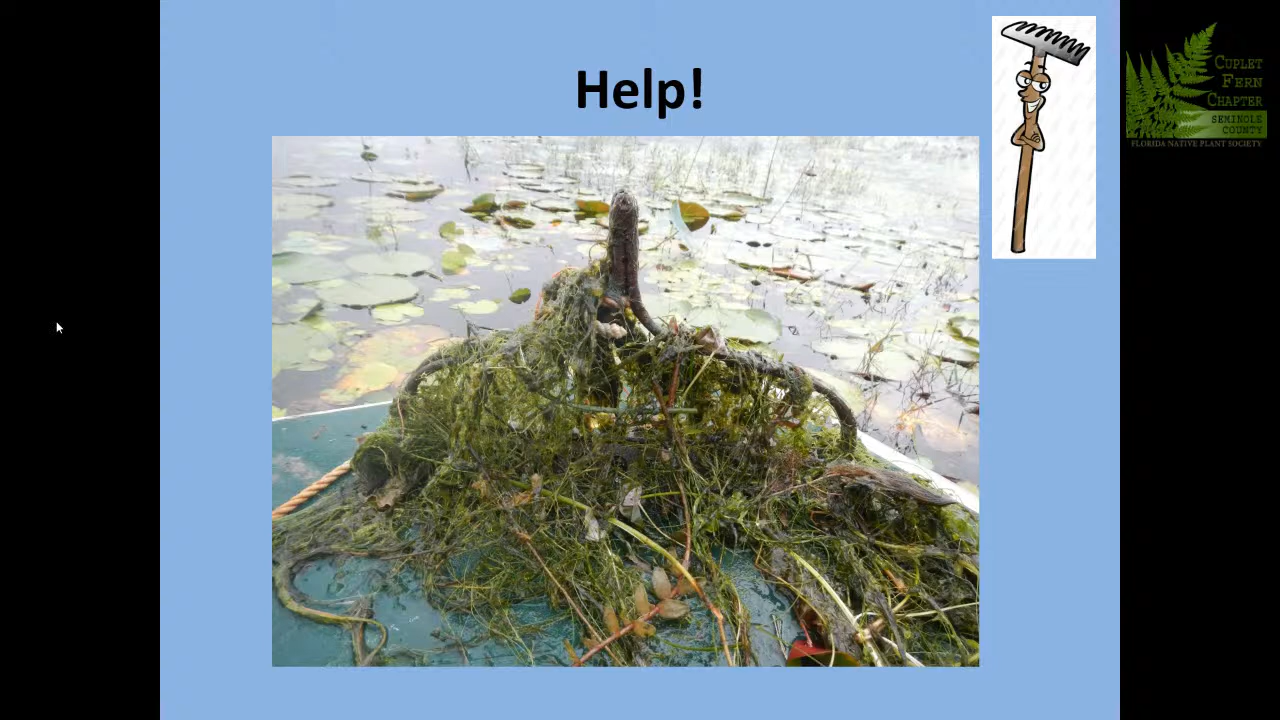 Help!
CUPLET
FERN
CHAPTER
SEMINOLE
COUNTY
FLORIDA NATIVE PLANT SOCIETY